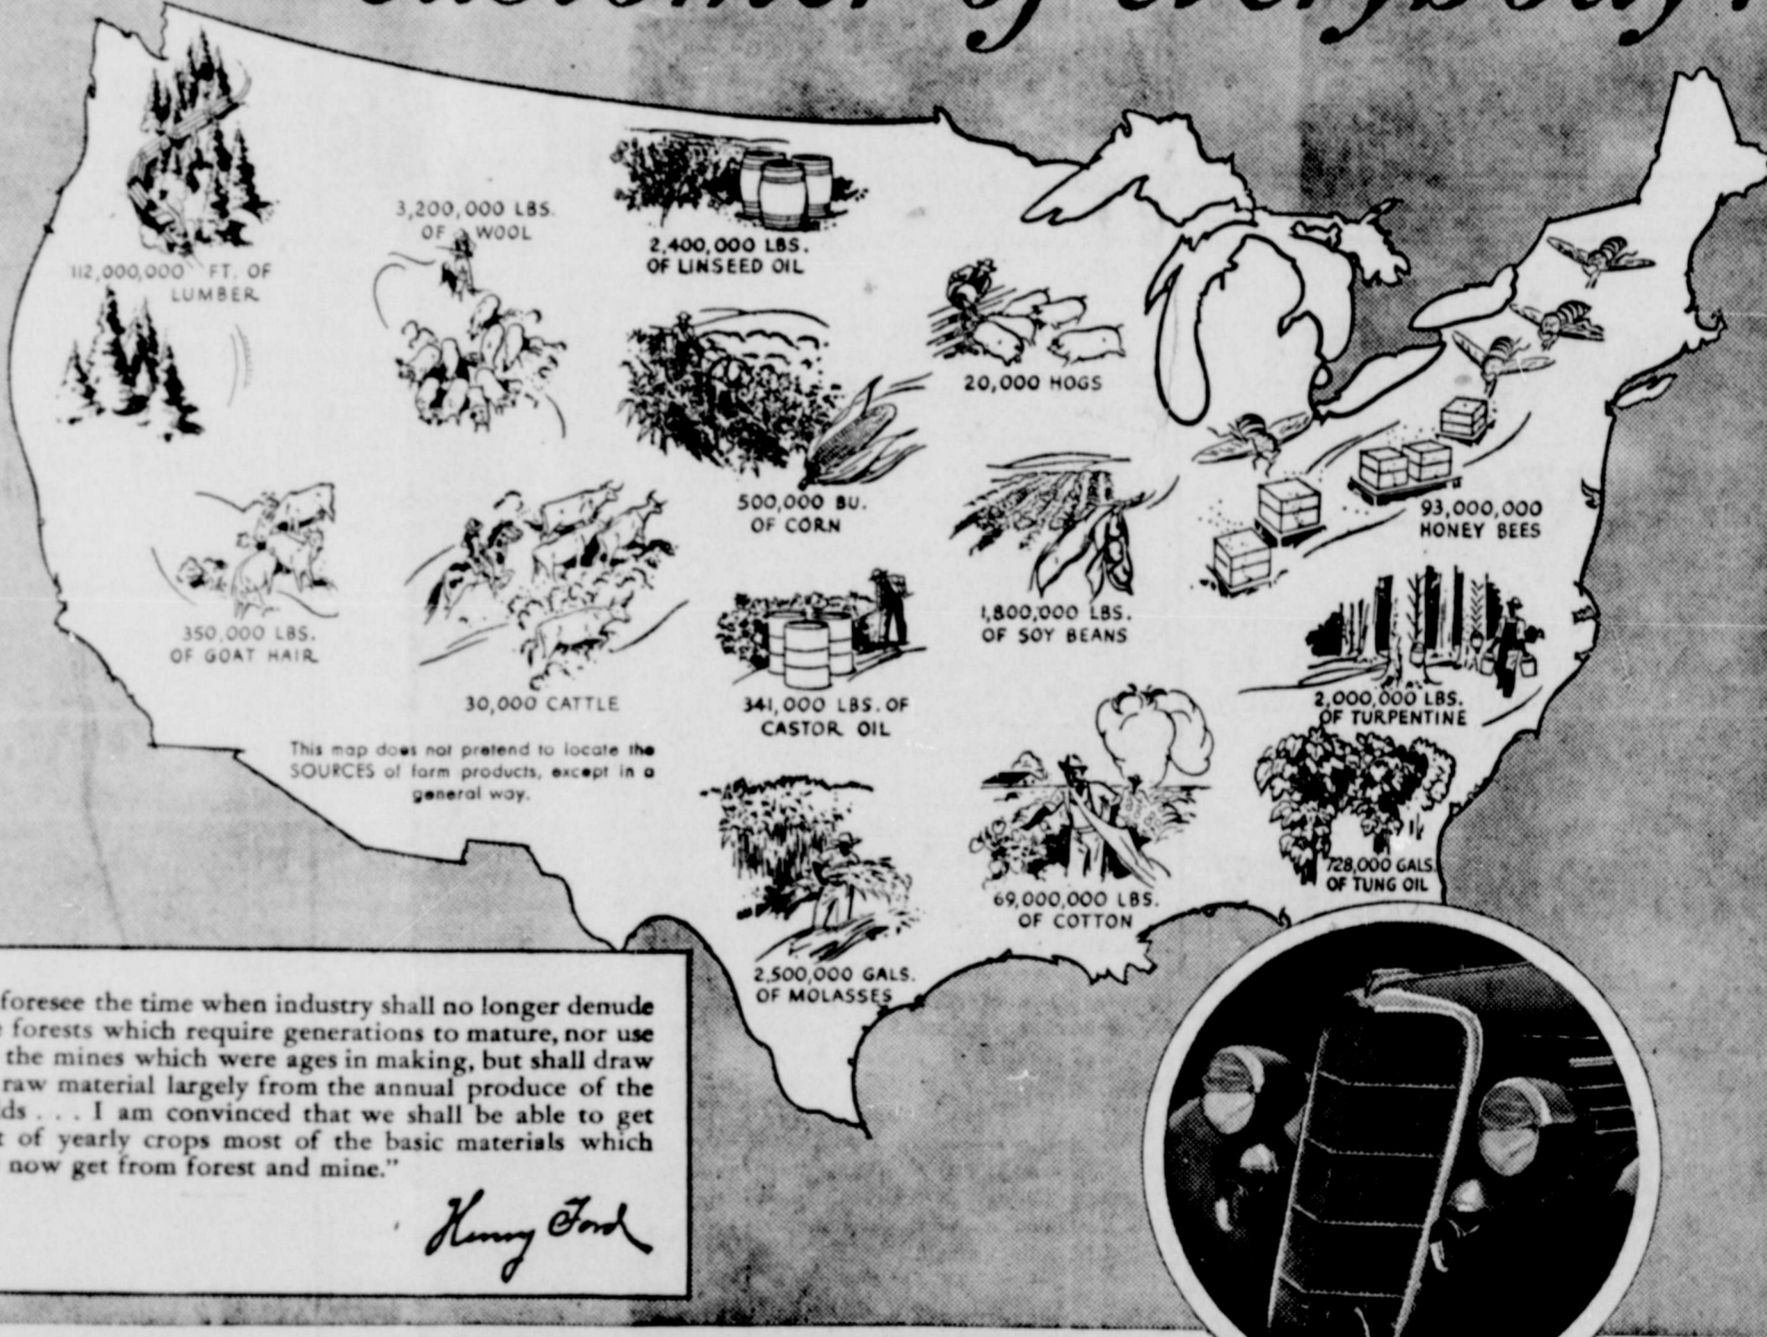 customer of everybody
3,200,000 LBS.
OF WOOL
2,400,000 LBS.
OF LINSEED OIL
112,000,000 FT. OF
LUMBER
20,000 HOGS
500,000 BU.
OF CORN
93,000,000
HONEY BEES
1,800,000 LBS.
OF SOY BEANS
350,000 LBS.
OF GOAT HAIR
30,000 CATTLE
341,000 LBS. OF
CASTOR OIL
2,000,000 LBS.
OF TURPENTINE
This map does not pretend to locate the
SOURCES of farm products, except in a
general way.
728,000 GALS.
OF TUNG OIL
69,000,000 LBS.
OF COTTON
2,500,000 GALS.
OF MOLASSES
foresee the time when industry shall no longer denude
forests which require generations to mature, nor use
the mines which were ages in making, but shall draw
raw material largely from the annual produce of the
ds . . . I am convinced that we shall be able to get
of yearly crops most of the basic materials which
now get from forest and mine.”
Henry Ford